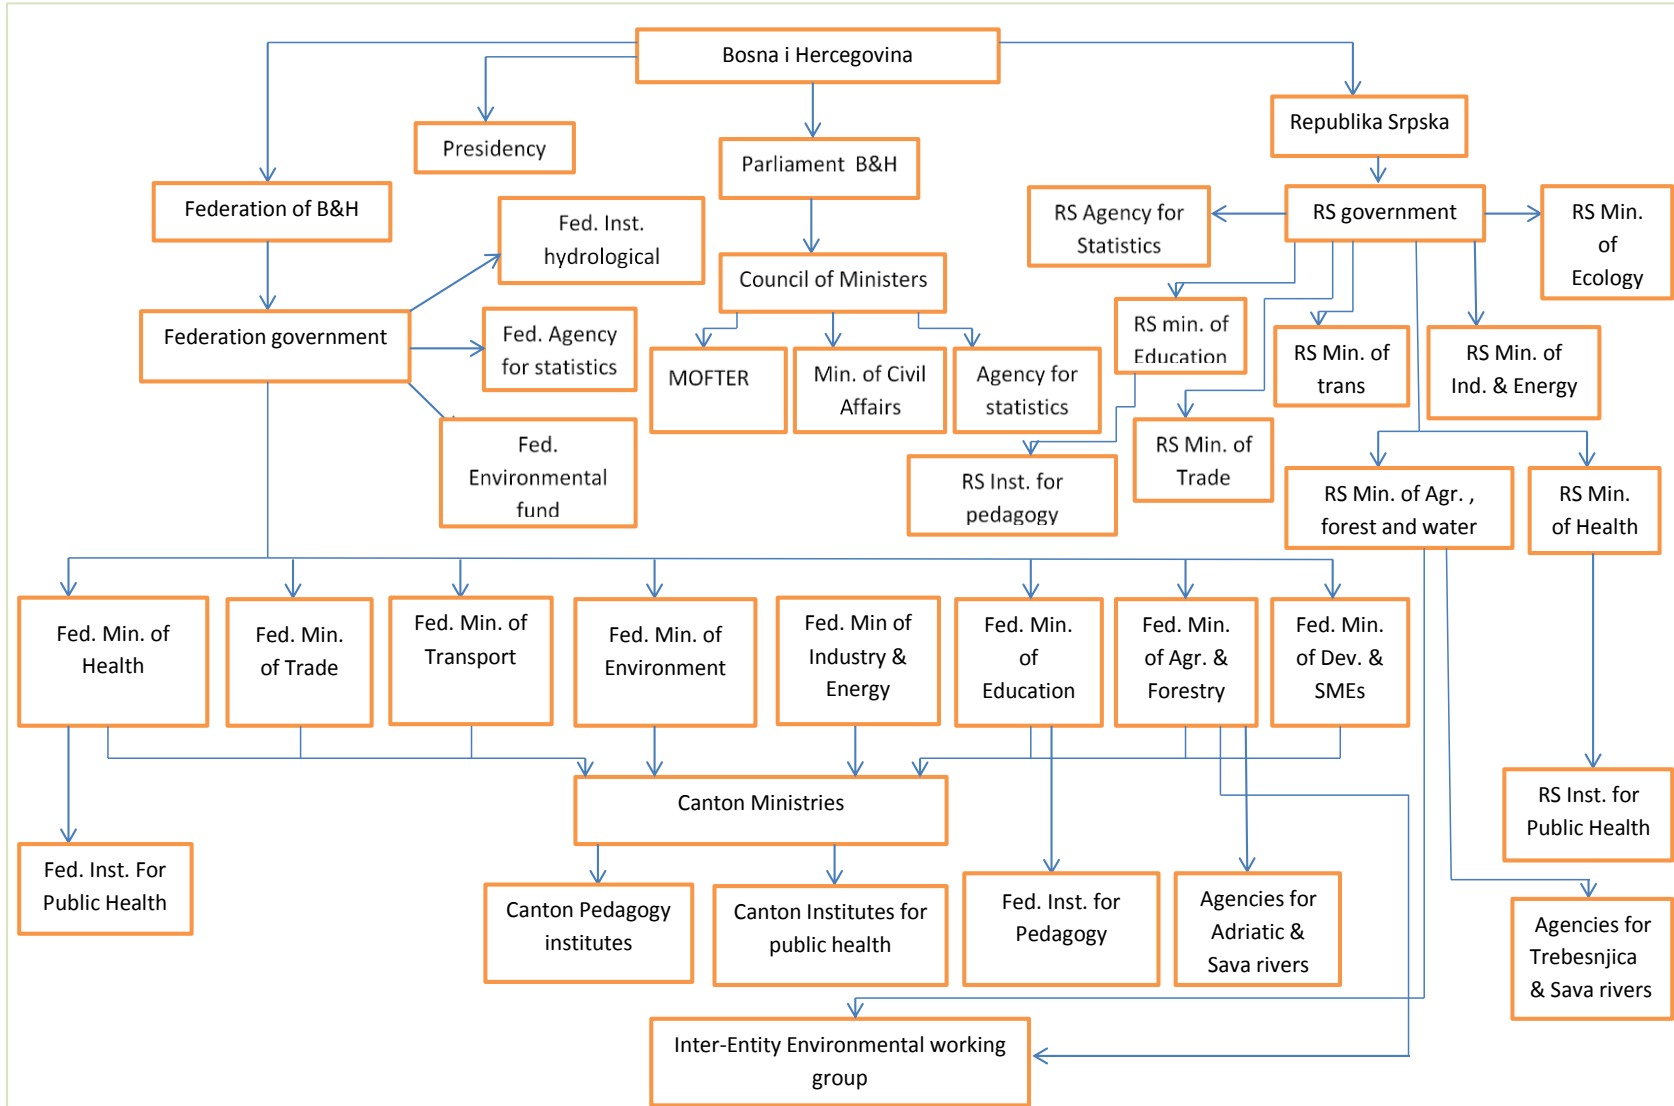 Bosna i Hercegovina
Presidency
Parliament B&H
Republika Srpska
Federation of B&H
Fed. Inst.
hydrological
RS Agency for
Statistics
RS government
RS Min.
of
Ecology
Council of Ministers
Federation government
Fed. Agency
for statistics
MOFTER
Min. of Civil
Affairs
Agency for
statistics
RS min. of
Education
RS Min. of
trans
RS Min. of
Ind. & Energy
Fed.
Environmental
fund
RS Inst. for
pedagogy
RS Min. of
Trade
RS Min. of Agr. ,
forest and water
RS Min.
of Health
Fed. Min. of
Health
Fed. Min.
of Trade
Fed. Min. of
Transport
Fed. Min. of
Environment
Fed. Min of
Industry &
Energy
Fed. Min.
of
Education
Fed. Min.
of Agr. &
Forestry
Fed. Min.
of Dev. &
SMEs
Canton Ministries
RS Inst. for
Public Health
Fed. Inst. For
Public Health
Canton Pedagogy
institutes
Canton Institutes for
public health
Fed. Inst. for
Pedagogy
Agencies for
Adriatic &
Sava rivers
Agencies for
Trebesnjica
& Sava rivers
Inter-Entity Environmental working
group